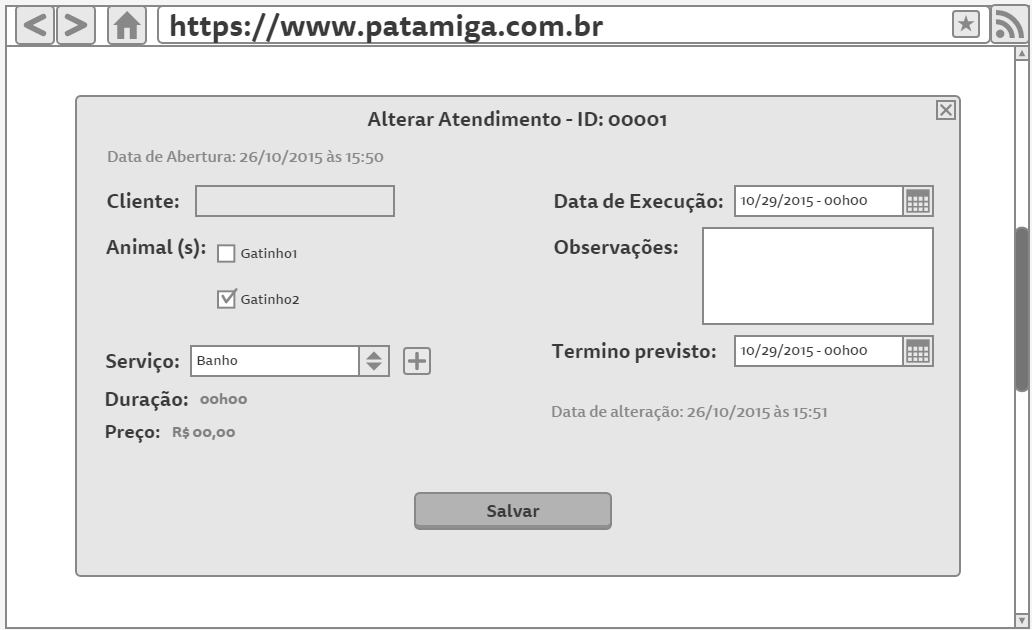 https://www.patamiga.com.br
Alterar Atendimento - ID: 00001
Data de Abertura: 26/10/2015 às 15:50
Cliente:
Animal (s):
Gatinho1
Gatinho2
Serviço: Banho
Duração: 00h00
Preço: R$ 00,00
Data de Execução: 10/29/2015 - 00h00
Observações:
Termino previsto: 10/29/2015 - 00h00
Data de alteração: 26/10/2015 às 15:51
Salvar